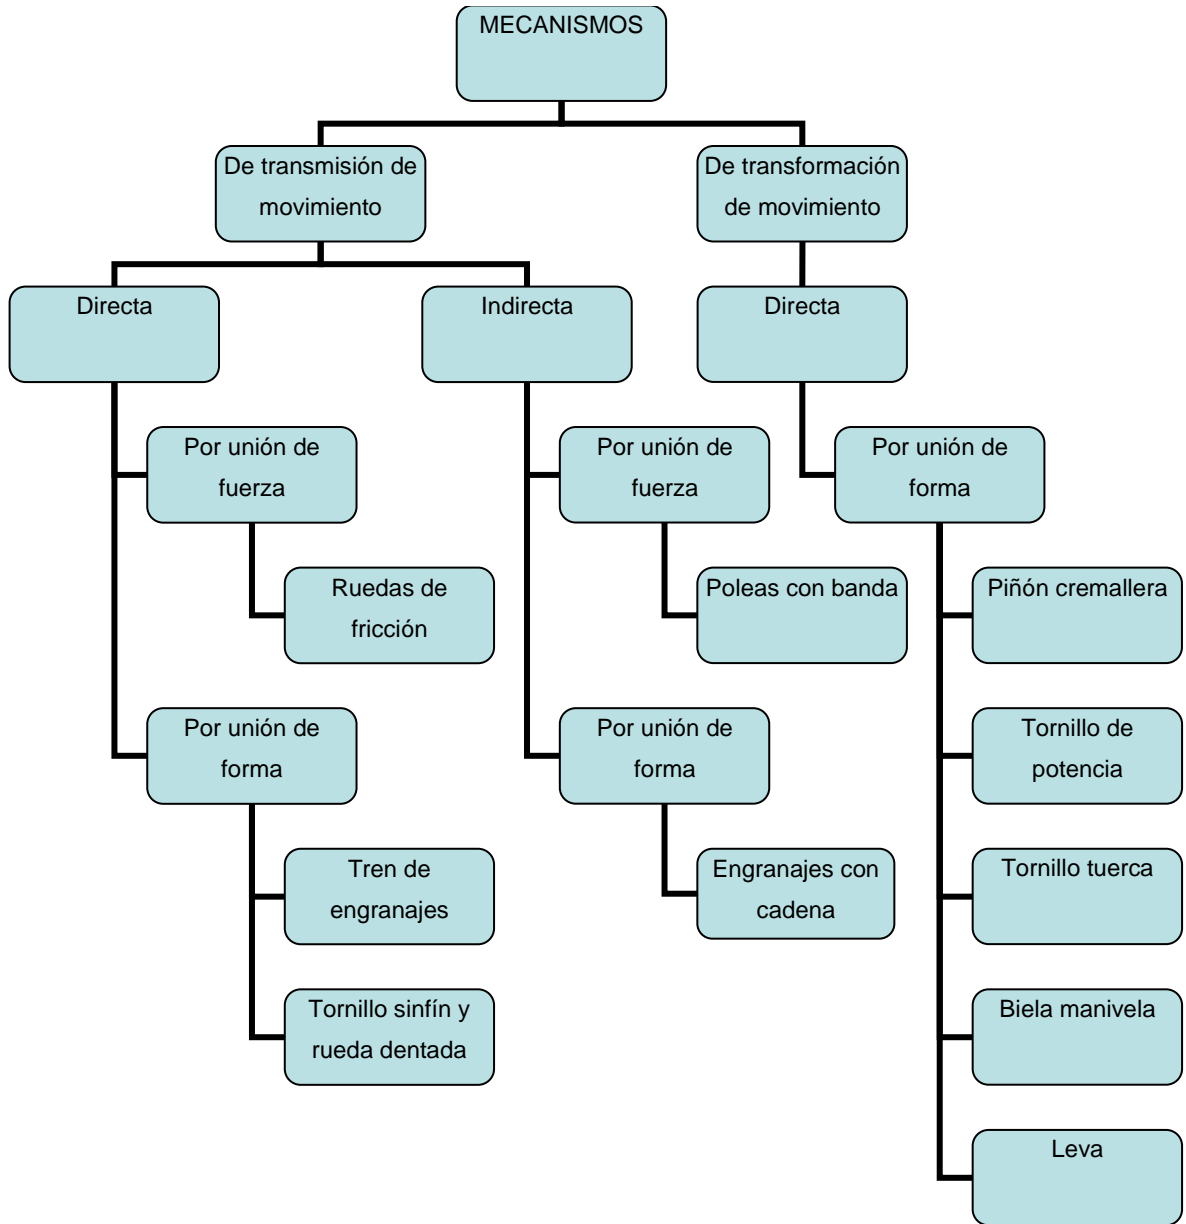 MECANISMOS
De transmisión de
movimiento
De transformación
de movimiento
Directa
Indirecta
Directa
Por unión de
fuerza
Por unión de
fuerza
Por unión de
forma
Ruedas de
fricción
Poleas con banda
Piñón cremallera
Por unión de
forma
Por unión de
forma
Tornillo de
potencia
Tren de
engranajes
Engranajes con
cadena
Tornillo tuerca
Tornillo sinfín y
rueda dentada
Biela manivela
Leva